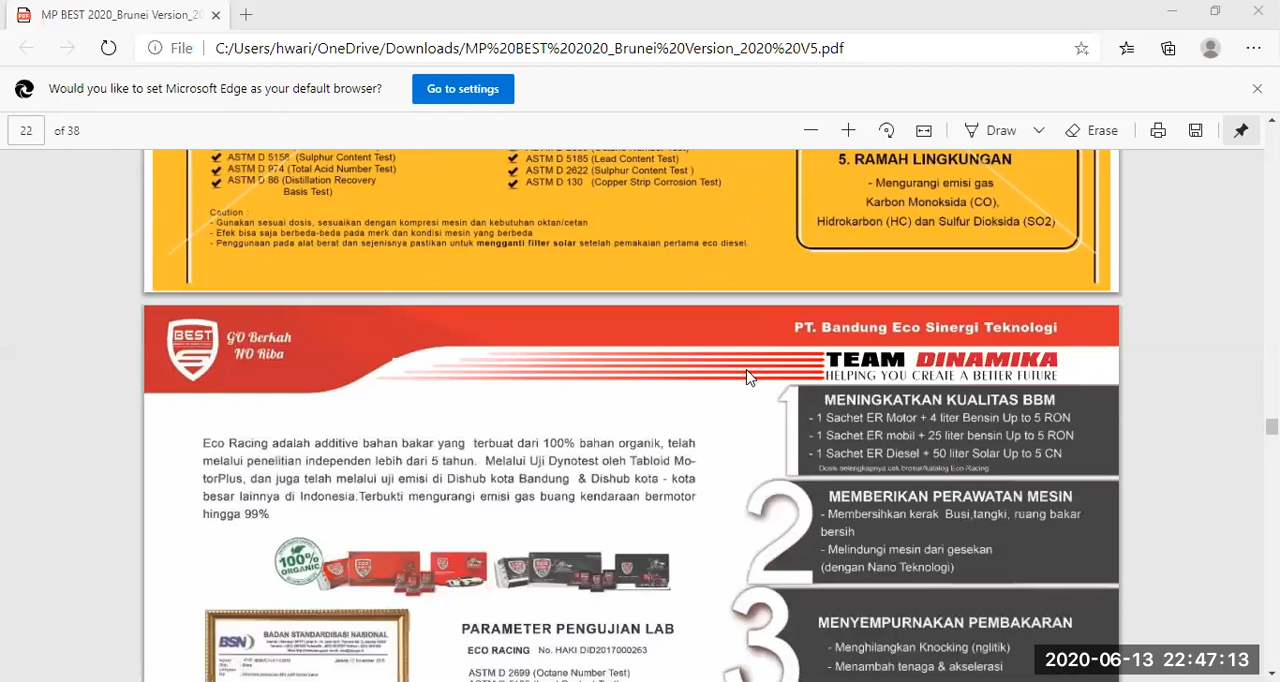 MP BEST 2020_Brunei Version_20
File
C:/Users/hwari/OneDrive/Downloads/MP%20BEST%202020_Brunei%20Version_2020%20V5.pdf
Would you like to set Microsoft Edge as your default browser?
Go to settings
22 of 38
Draw
Erase
ASTM D 5158 (Sulphur Content Test)
ASTM D 974 (Total Acid Number Test)
ASTM D 86 (Distillation Recovery
Basis Test)
ASTM D 5185 (Lead Content Test)
ASTM D 2622 (Sulphur Content Test )
ASTM D 130 (Copper Strip Corrosion Test)
Caution :
- Gunakan sesuai dosis, sesuaikan dengan kompresi mesin dan kebutuhan oktan/cetan
- Efek bisa saja berbeda-beda pada merk dan kondisi mesin yang berbeda
- Penggunaan pada alat berat dan sejenisnya pastikan untuk mengganti filter solar setelah pemakaian pertama eco diesel.
5. RAMAH LINGKUNGAN
- Mengurangi emisi gas
Karbon Monoksida (CO),
Hidrokarbon (HC) dan Sulfur Dioksida (SO2)
BEST
GO Berkah
NO Riba
PT. Bandung Eco Sinergi Teknologi
TEAM DINAMIKA
HELPING YOU CREATE A BETTER FUTURE
Eco Racing adalah additive bahan bakar yang terbuat dari 100% bahan organik, telah
melalui penelitian independen lebih dari 5 tahun. Melalui Uji Dynotest oleh Tabloid Mo-
torPlus, dan juga telah melalui uji emisi di Dishub kota Bandung & Dishub kota - kota
besar lainnya di Indonesia.Terbukti mengurangi emisi gas buang kendaraan bermotor
hingga 99%
100%
ORGANIC
BSN
BADAN STANDARDISASI NASIONAL
PARAMETER PENGUJIAN LAB
ECO RACING No. HAKI DID2017000263
ASTM D 2699 (Octane Number Test)
1
MENINGKATKAN KUALITAS BBM
- 1 Sachet ER Motor + 4 liter Bensin Up to 5 RON
- 1 Sachet ER mobil + 25 liter bensin Up to 5 RON
- 1 Sachet ER Diesel + 50 liter Solar Up to 5 CN
Dosis selengkapnya cek brosur/katalog Eco Racing
2
MEMBERIKAN PERAWATAN MESIN
- Membersihkan kerak Busi,tangki, ruang bakar
bersih
- Melindungi mesin dari gesekan
(dengan Nano Teknologi)
3
MENYEMPURNAKAN PEMBAKARAN
- Menghilangkan Knocking (nglitik)
- Menambah tenaga & akselerasi
2020-06-13 22:47:13